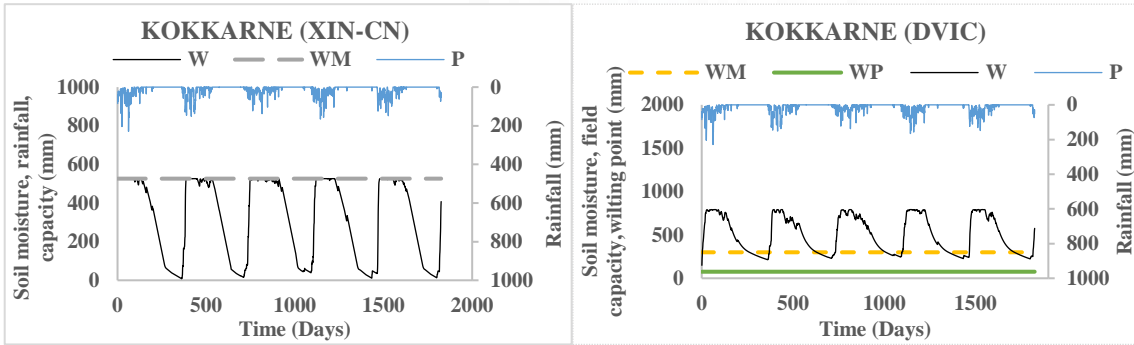 KOKKARNE (XIN-CN)
W WM P
1000
800
600
400
200
0
0
200
400
600
800
1000
0 500 1000 1500 2000
Soil moisture, rainfall,
capacity (mm)
Rainfall (mm)
Time (Days)
KOKKARNE (DVIC)
WM WP W P
2000
1500
1000
500
0
0
200
400
600
800
1000
0 500 1000 1500
Soil moisture, field
capacity,wilting point (mm)
Rainfall (mm)
Time (Days)